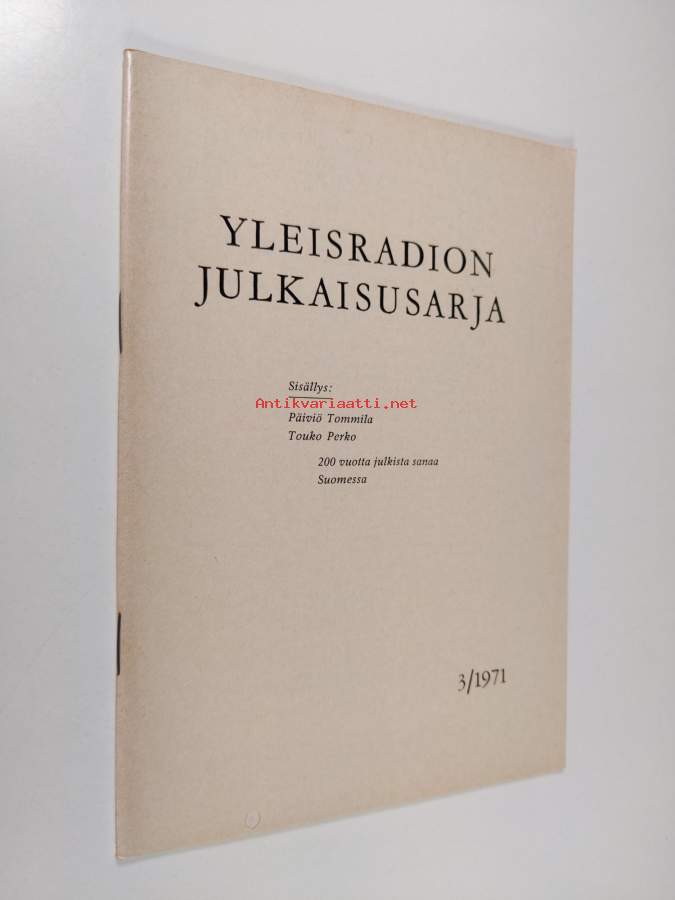 YLEISRADION
JULKAISUSARJA
Sisällys:
Antikvariaatti.net
Päiviö Tommila
Touko Perko
200 vuotta julkista sanaa
Suomessa
3/1971